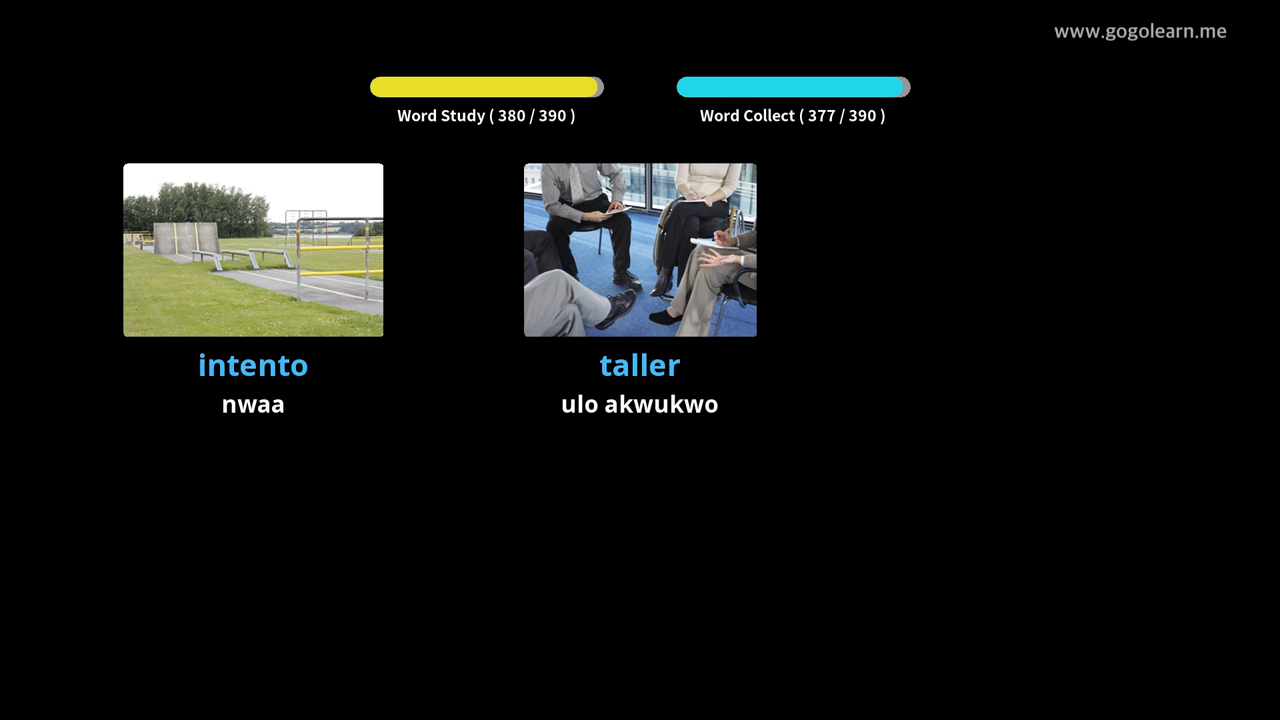 www.gogolearn.me
Word Study ( 380 / 390 )
Word Collect ( 377 / 390 )
intento
nwaa
taller
ulo akwukwo